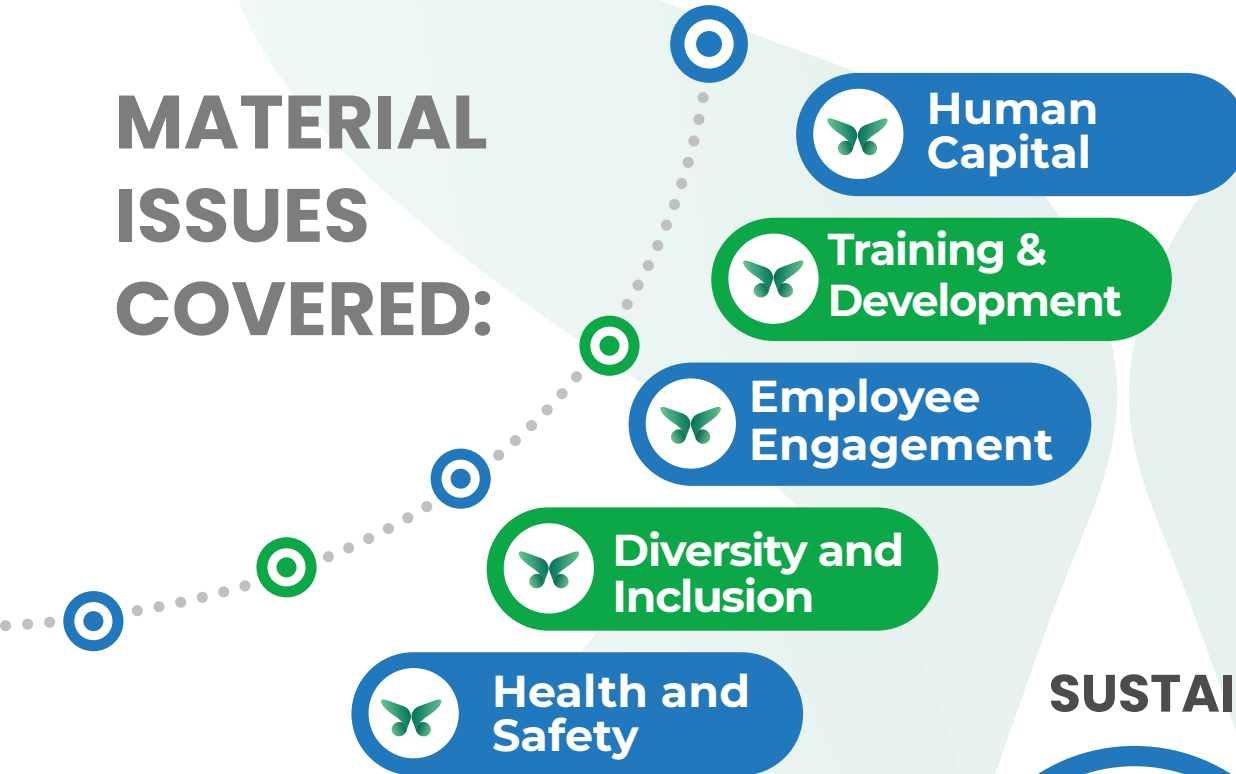 MATERIAL
ISSUES
COVERED:
Human
Capital
Training &
Development
Employee
Engagement
Diversity and
Inclusion
Health and
Safety
SUSTAI